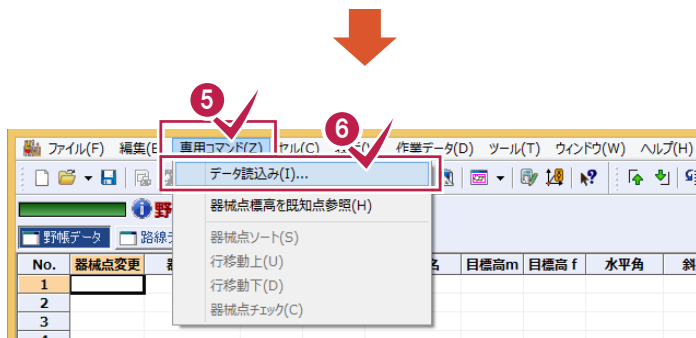 5
6
ファイル(F) 編集(E 専用コマンド(Z) セル(C) 作業データ(D) ツール(T) ウィンドウ(W) ヘルプ(H)
データ読込み(I)...
野
器械点標高を既知点参照(H)
野帳データ 路線
器械点ソート(S)
No. 器械点変更 名 目標高m 目標高 f 水平角 斜
行移動上(U)
1
行移動下(D)
2
器械点チェック(C)
3